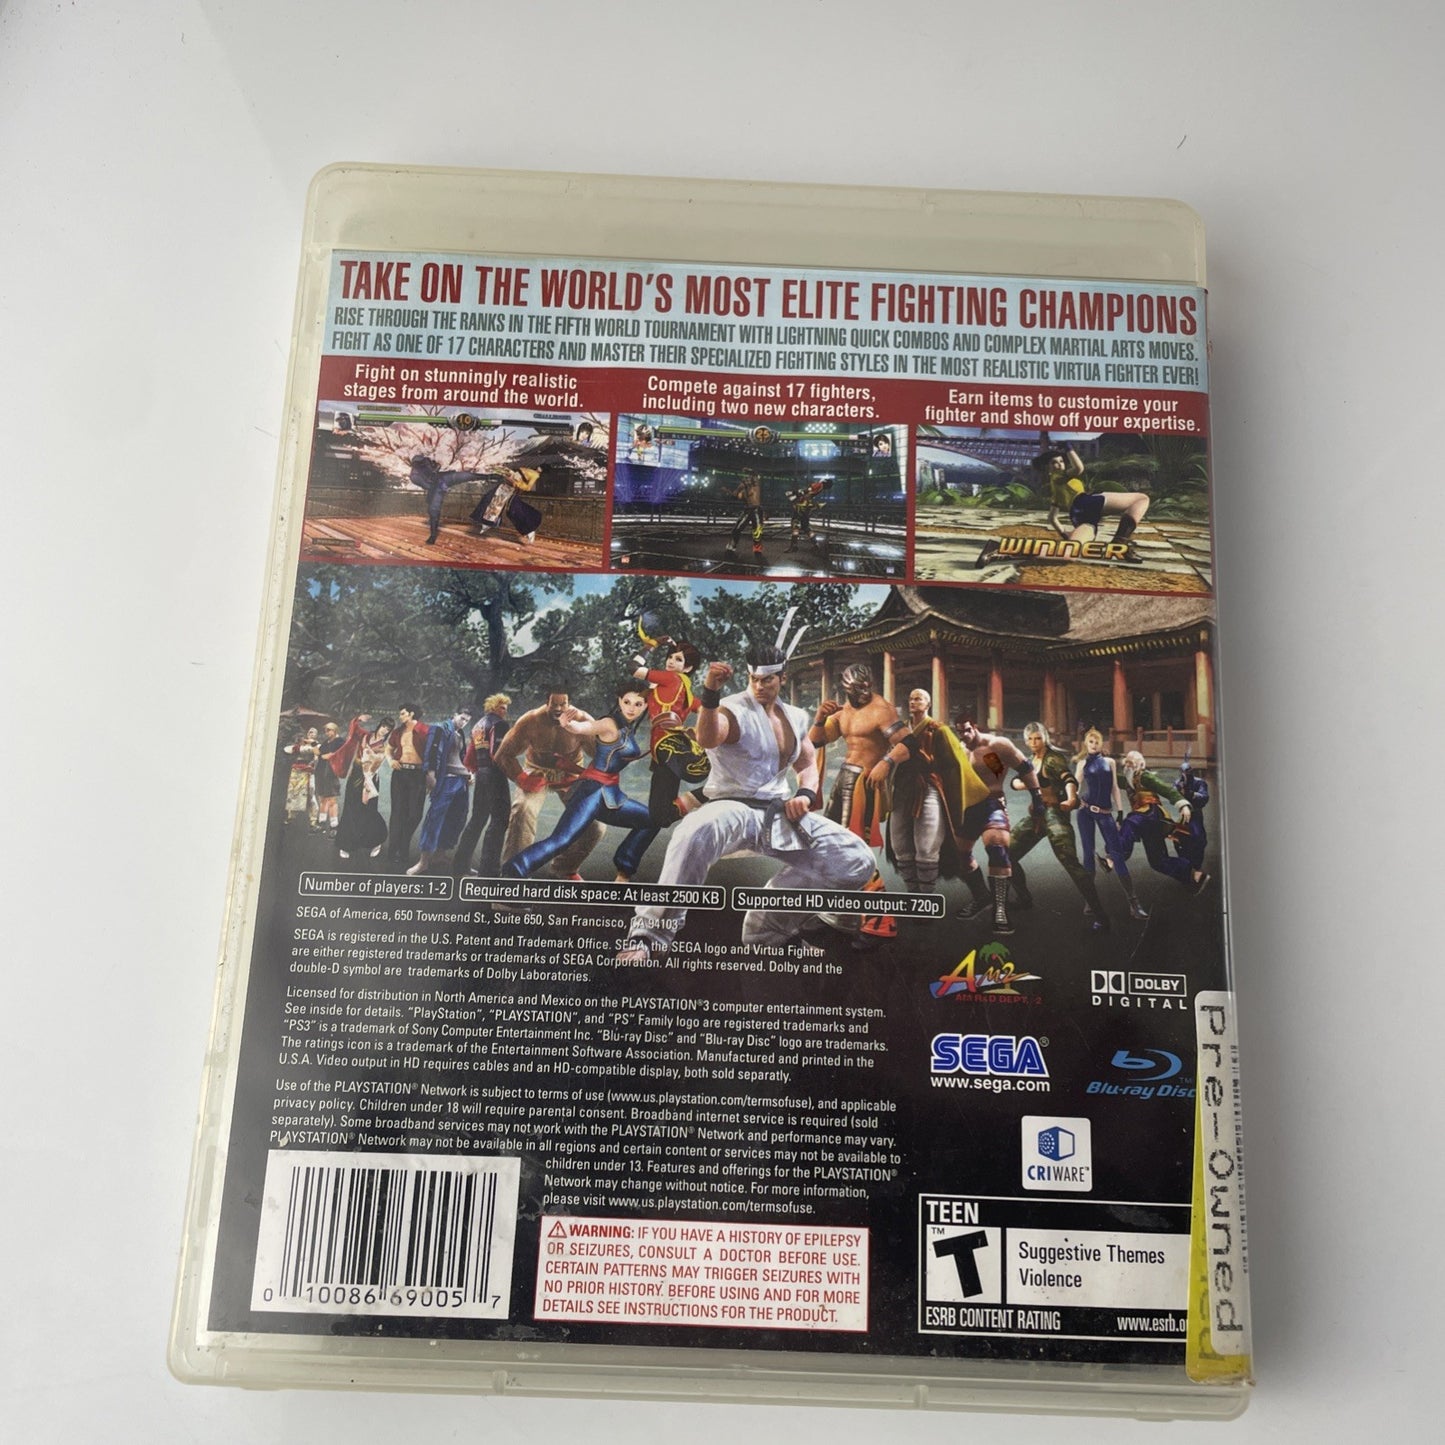 TAKE ON THE WORLD'S MOST ELITE FIGHTING CHAMPIONS
RISE THROUGH THE RANKS IN THE FIFTH WORLD TOURNAMENT WITH LIGHTNING QUICK COMBOS AND COMPLEX MARTIAL ARTS MOVES.
FIGHT AS ONE OF 17 CHARACTERS AND MASTER THEIR SPECIALIZED FIGHTING STYLES IN THE MOST REALISTIC VIRTUA FIGHTER EVER!
Fight on stunningly realistic
stages from around the world.
Compete against 17 fighters,
including two new characters.
Earn items to customize your
fighter and show off your expertise.
25
WINNER
Number of players: 1-2
Required hard disk space: At least 2500 KB
Supported HD video output: 720p
SEGA of America, 650 Townsend St., Suite 650, San Francisco, CA 94103
SEGA is registered in the U.S. Patent and Trademark Office. SEGA, the SEGA logo and Virtua Fighter
are either registered trademarks or trademarks of SEGA Corporation. All rights reserved. Dolby and the
double-D symbol are trademarks of Dolby Laboratories.
Licensed for distribution in North America and Mexico on the PLAYSTATION®3 computer entertainment system.
See inside for details. "PlayStation", "PLAYSTATION", and "PS" Family logo are registered trademarks and
"PS3" is a trademark of Sony Computer Entertainment Inc. "Blu-ray Disc" and "Blu-ray Disc" logo are trademarks.
The ratings icon is a trademark of the Entertainment Software Association. Manufactured and printed in the
U.S.A. Video output in HD requires cables and an HD-compatible display, both sold separatly.
Use of the PLAYSTATION® Network is subject to terms of use (www.us.playstation.com/termsofuse), and applicable
privacy policy. Children under 18 will require parental consent. Broadband internet service is required (sold
separately). Some broadband services may not work with the PLAYSTATION® Network and performance may vary.
PLAYSTATION® Network may not be available in all regions and certain content or services may not be available to
children under 13. Features and offerings for the PLAYSTATION®
Network may change without notice. For more information,
please visit www.us.playstation.com/termsofuse.
AM2
AM R&D DEPT. 2
DOLBY
DIGITAL
SEGA®
www.sega.com
Blu-ray Disc™
CRIWARE™
0 10086 69005 7
WARNING: IF YOU HAVE A HISTORY OF EPILEPSY
OR SEIZURES, CONSULT A DOCTOR BEFORE USE.
CERTAIN PATTERNS MAY TRIGGER SEIZURES WITH
NO PRIOR HISTORY. BEFORE USING AND FOR MORE
DETAILS SEE INSTRUCTIONS FOR THE PRODUCT.
TEEN
T™
Suggestive Themes
Violence
ESRB CONTENT RATING
www.esrb.o
Pre-Owned